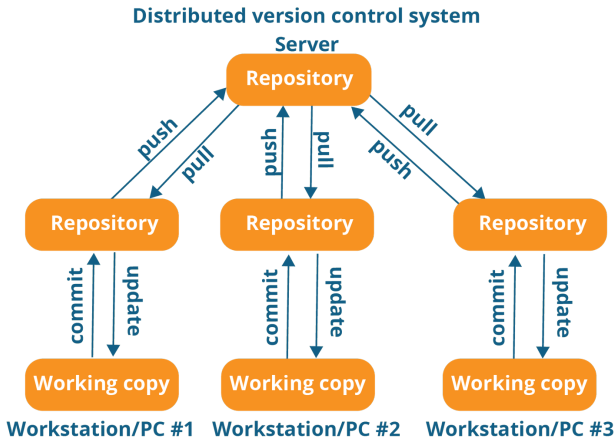 Distributed version control system
Server
Repository
push
pull
push
pull
push
pull
Repository
Repository
Repository
commit
update
commit
update
commit
update
Working copy
Working copy
Working copy
Workstation/PC #1
Workstation/PC #2
Workstation/PC #3